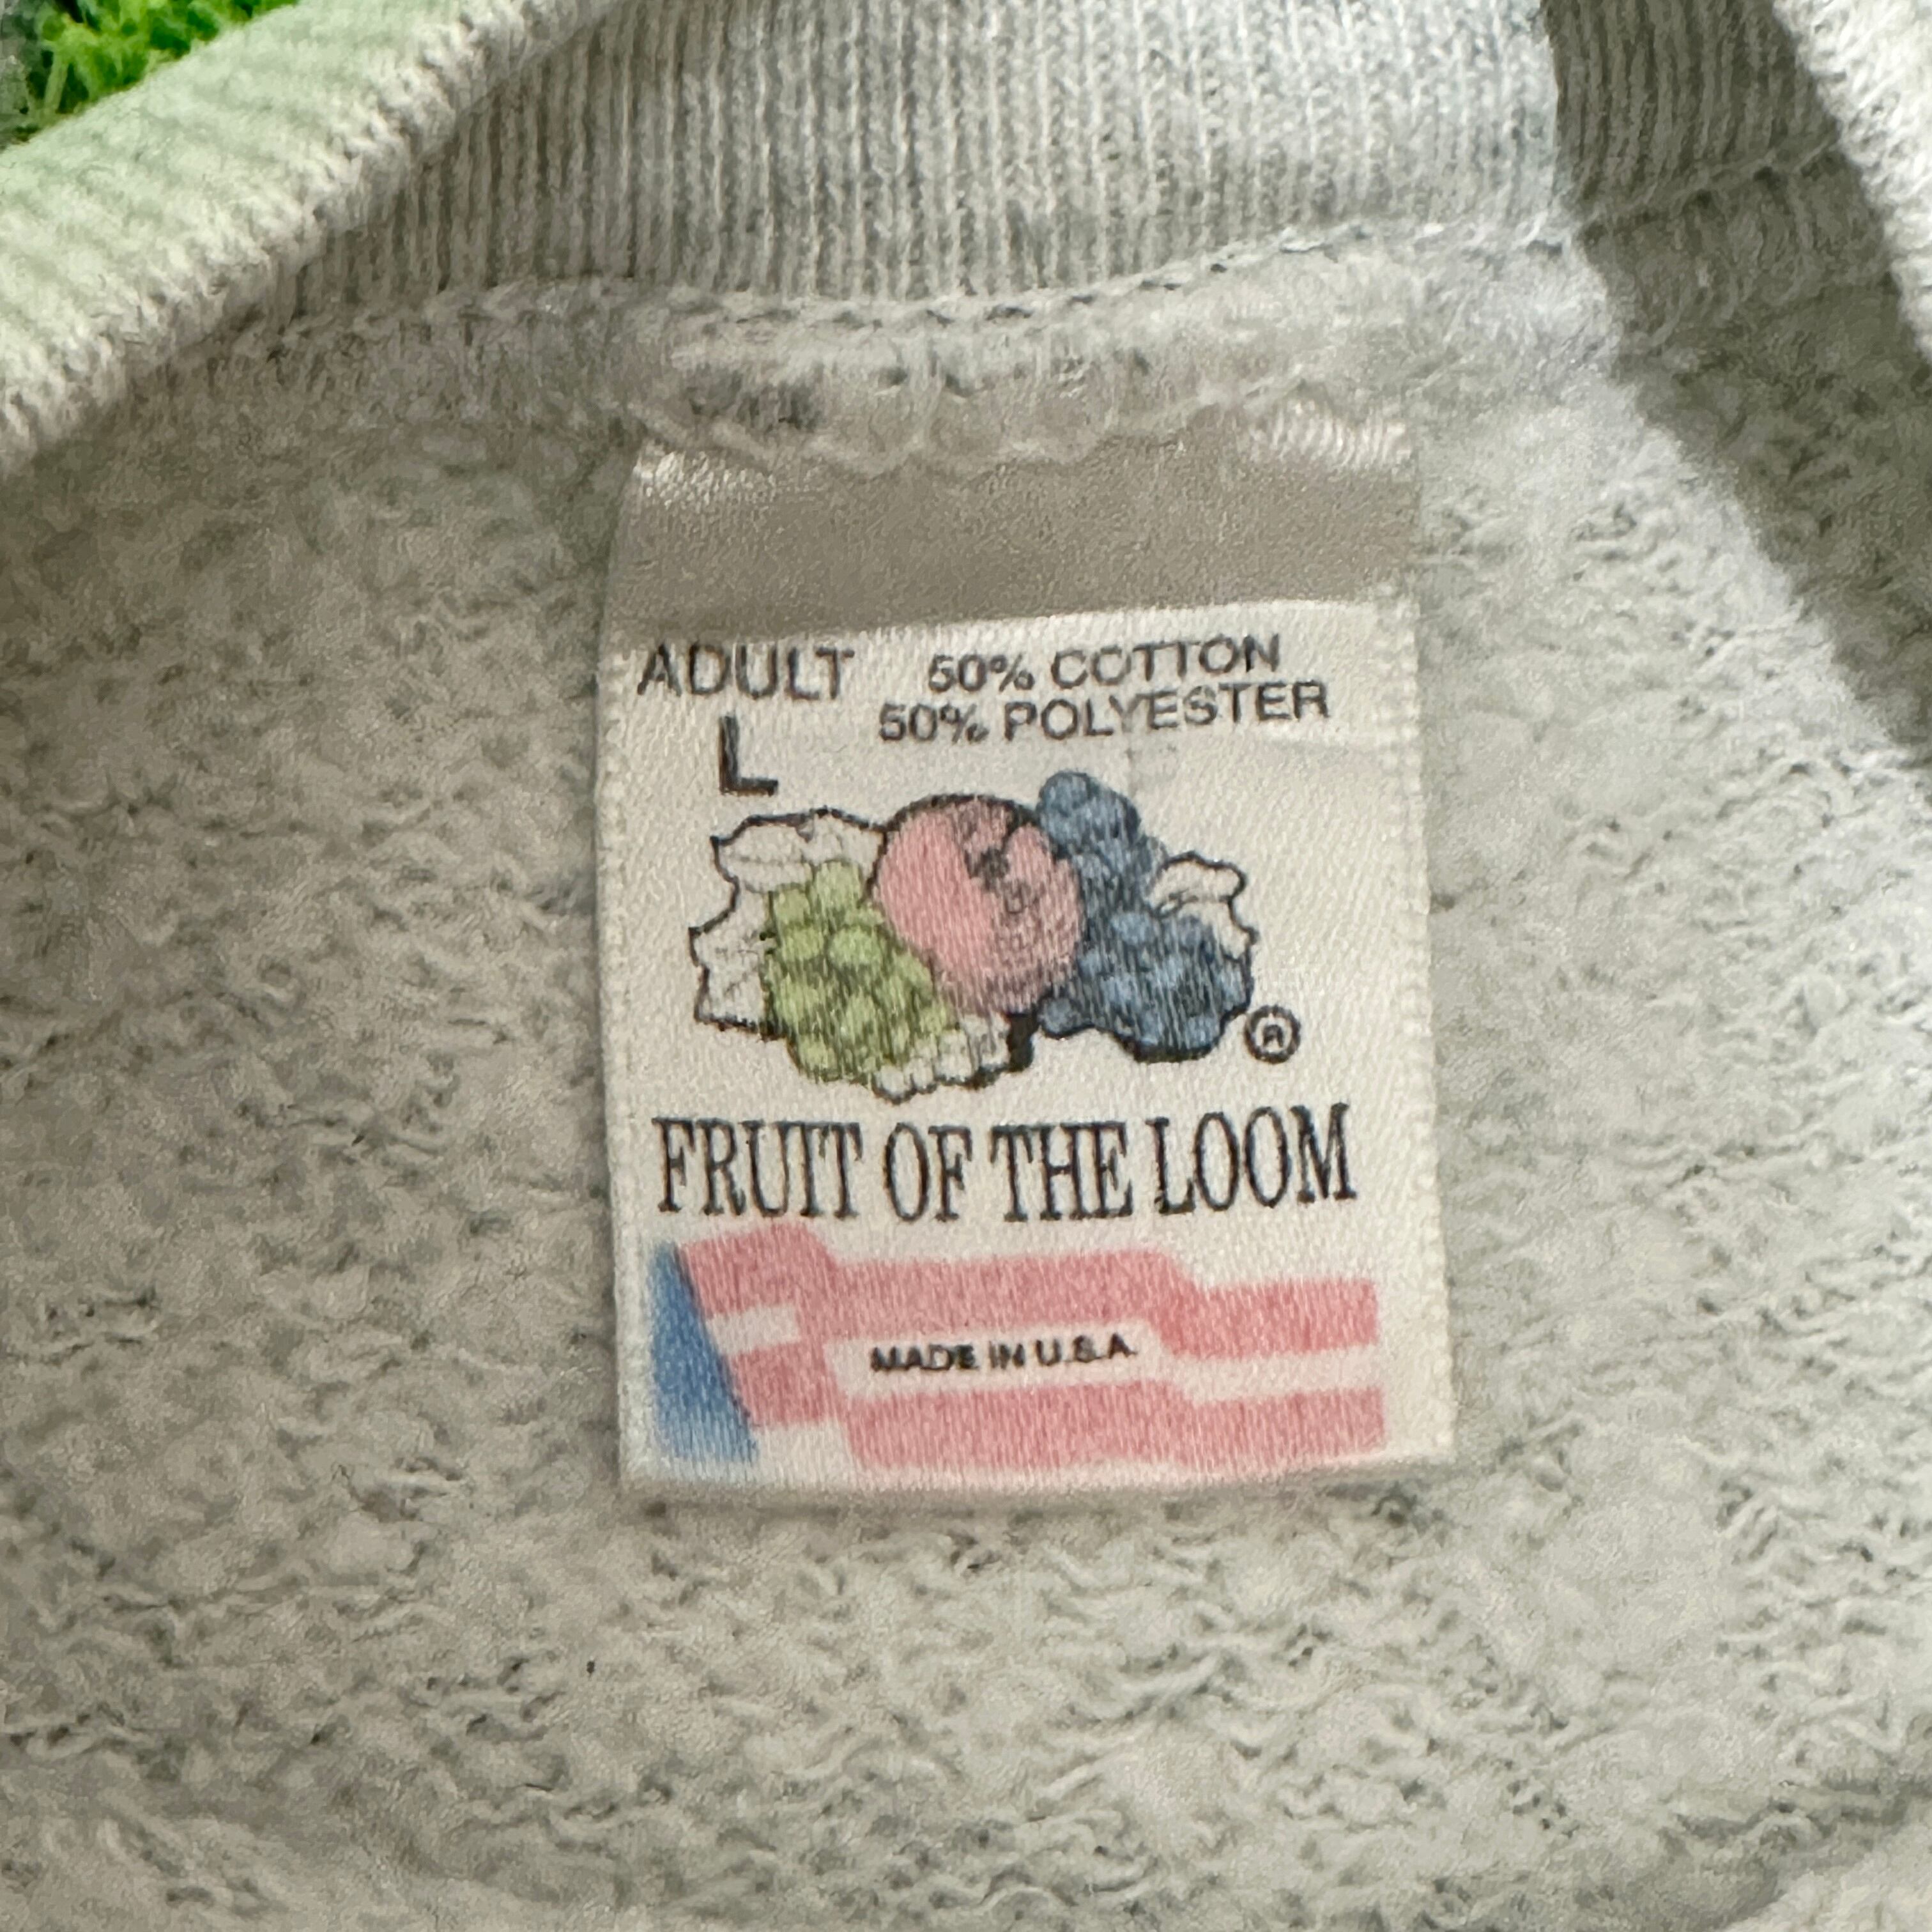 ADULT
50% COTTON
50% POLYESTER
L
®
FRUIT OF THE LOOM
MADE IN U.S.A.